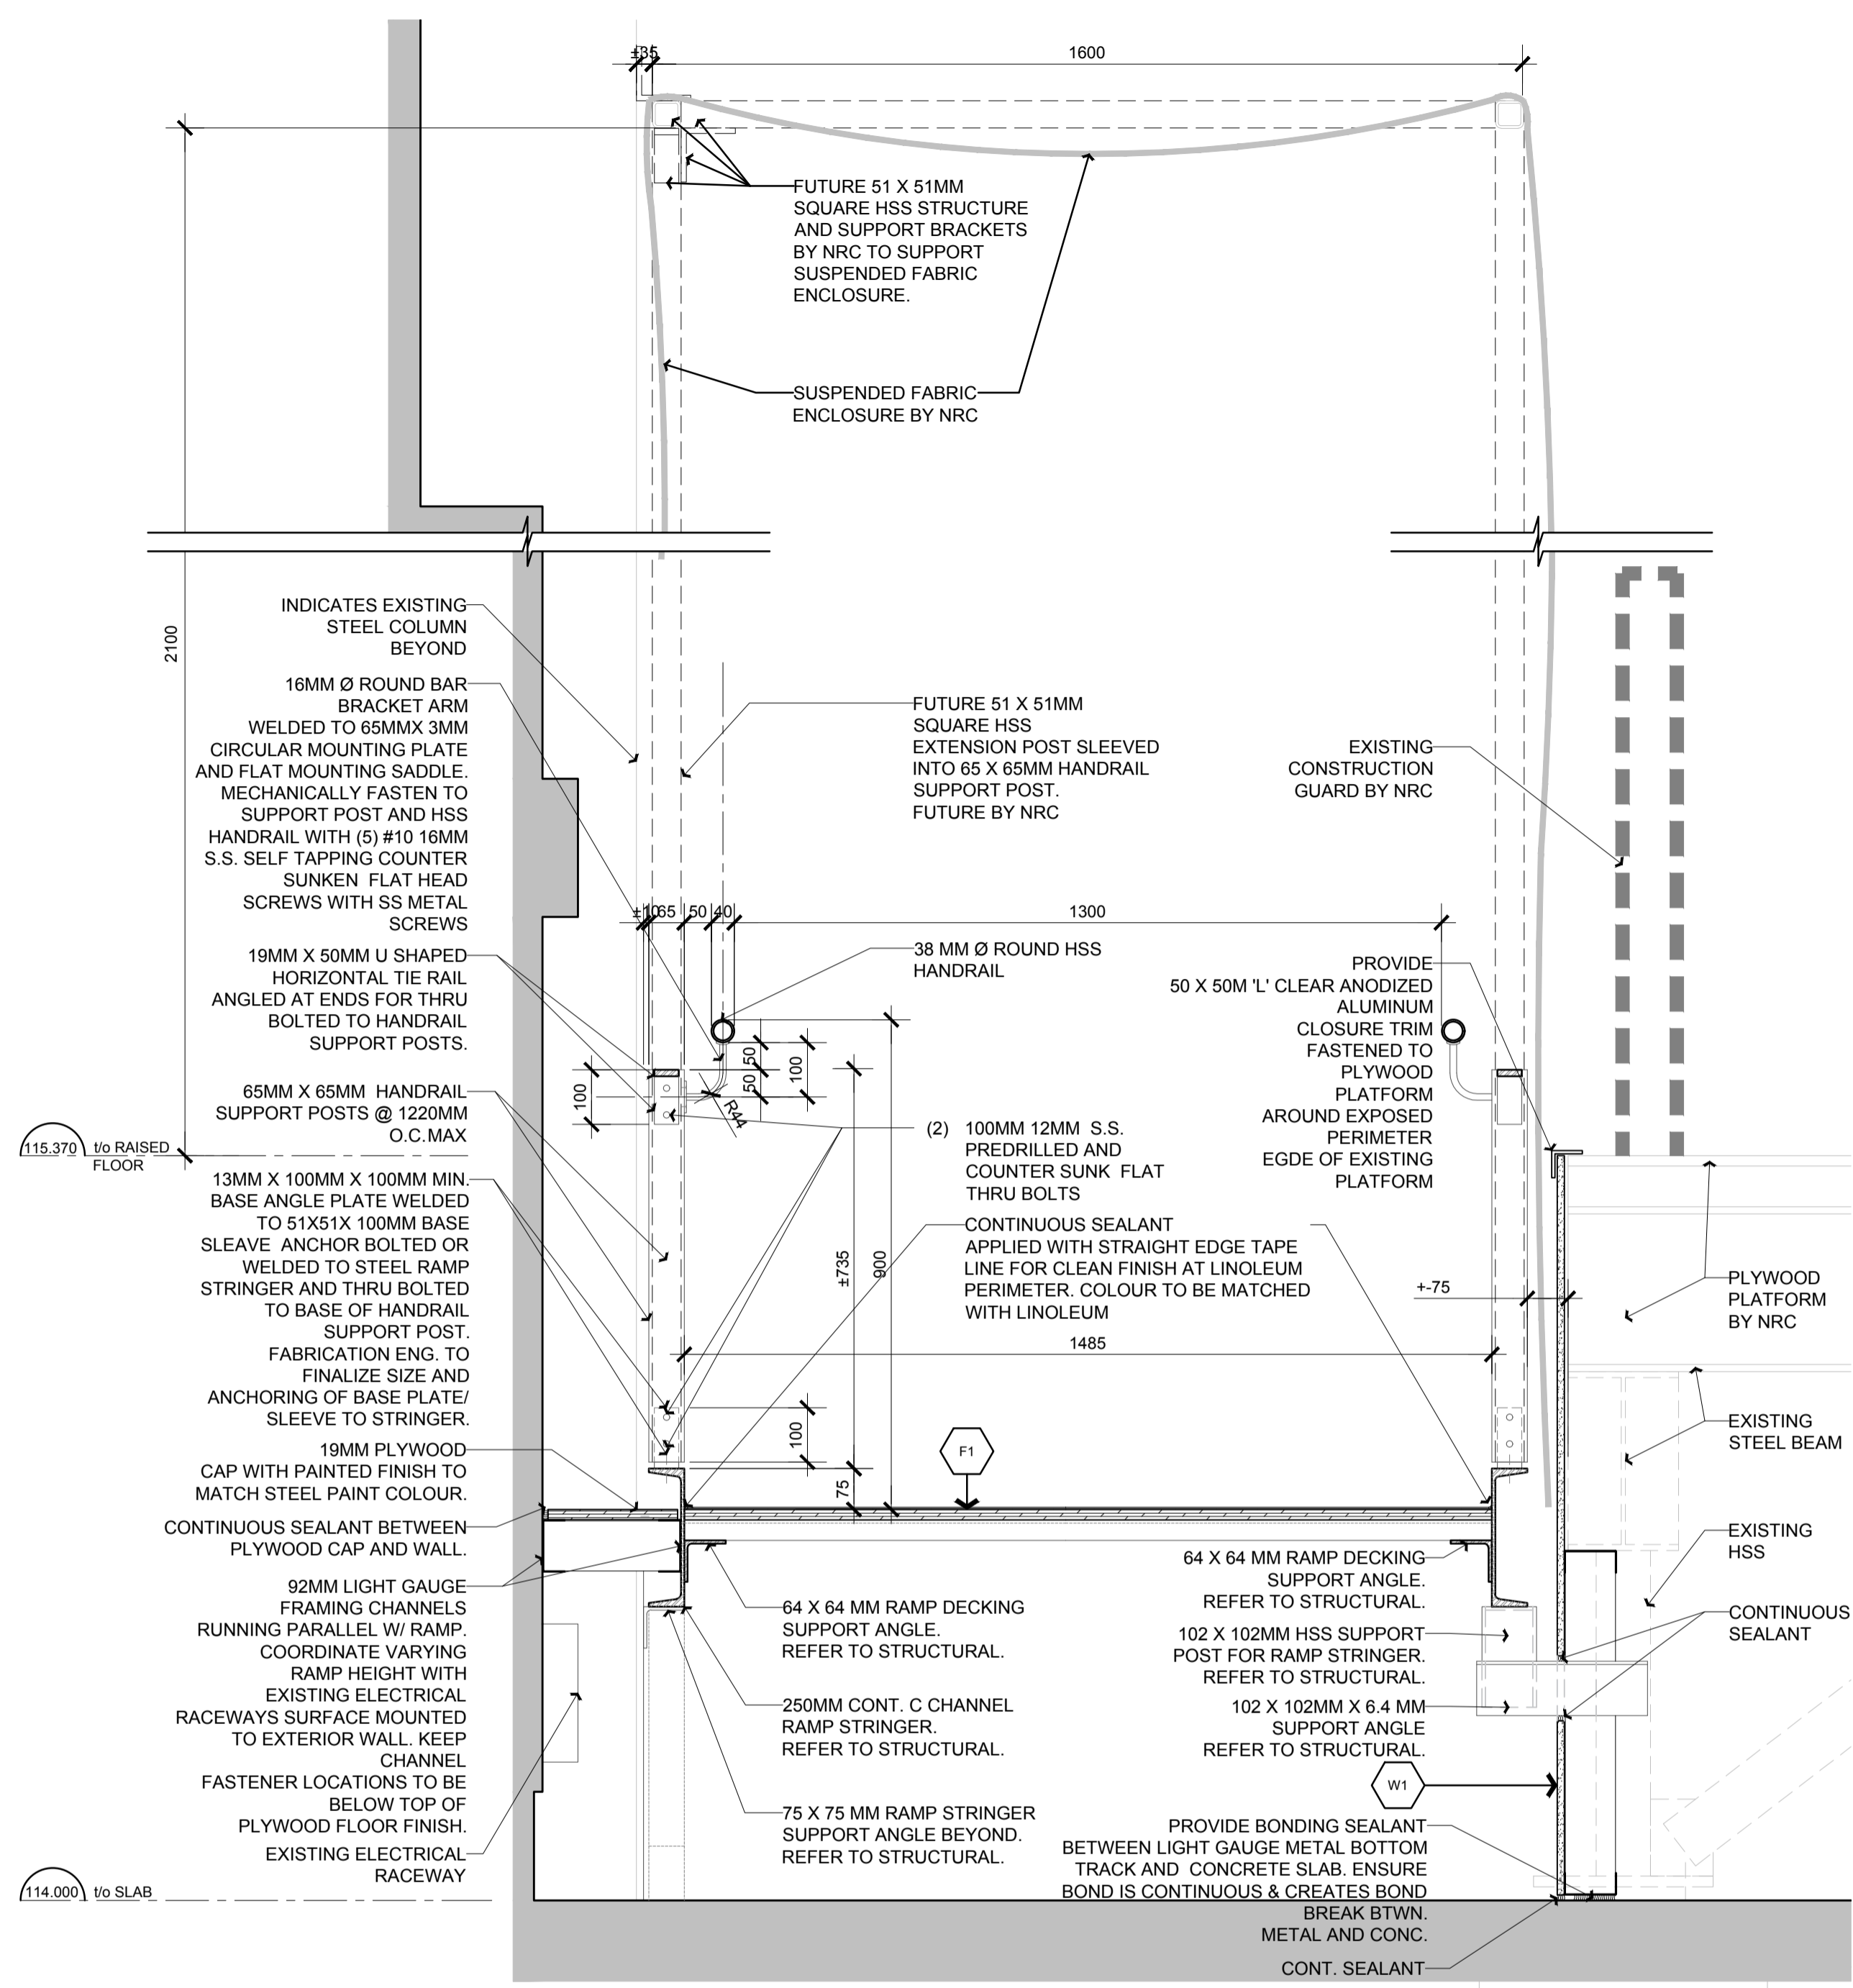 ±35
1600
FUTURE 51 X 51MM
SQUARE HSS STRUCTURE
AND SUPPORT BRACKETS
BY NRC TO SUPPORT
SUSPENDED FABRIC
ENCLOSURE.
SUSPENDED FABRIC
ENCLOSURE BY NRC
2100
INDICATES EXISTING
STEEL COLUMN
BEYOND
16MM Ø ROUND BAR
BRACKET ARM
WELDED TO 65MMX 3MM
CIRCULAR MOUNTING PLATE
AND FLAT MOUNTING SADDLE.
MECHANICALLY FASTEN TO
SUPPORT POST AND HSS
HANDRAIL WITH (5) #10 16MM
S.S. SELF TAPPING COUNTER
SUNKEN FLAT HEAD
SCREWS WITH SS METAL
SCREWS
19MM X 50MM U SHAPED
HORIZONTAL TIE RAIL
ANGLED AT ENDS FOR THRU
BOLTED TO HANDRAIL
SUPPORT POSTS.
65MM X 65MM HANDRAIL
SUPPORT POSTS @ 1220MM
O.C.MAX
115.370
t/o RAISED
FLOOR
13MM X 100MM X 100MM MIN.
BASE ANGLE PLATE WELDED
TO 51X51X 100MM BASE
SLEAVE ANCHOR BOLTED OR
WELDED TO STEEL RAMP
STRINGER AND THRU BOLTED
TO BASE OF HANDRAIL
SUPPORT POST.
FABRICATION ENG. TO
FINALIZE SIZE AND
ANCHORING OF BASE PLATE/
SLEEVE TO STRINGER.
19MM PLYWOOD
CAP WITH PAINTED FINISH TO
MATCH STEEL PAINT COLOUR.
CONTINUOUS SEALANT BETWEEN
PLYWOOD CAP AND WALL.
92MM LIGHT GAUGE
FRAMING CHANNELS
RUNNING PARALLEL W/ RAMP.
COORDINATE VARYING
RAMP HEIGHT WITH
EXISTING ELECTRICAL
RACEWAYS SURFACE MOUNTED
TO EXTERIOR WALL. KEEP
CHANNEL
FASTENER LOCATIONS TO BE
BELOW TOP OF
PLYWOOD FLOOR FINISH.
EXISTING ELECTRICAL
RACEWAY
114.000
t/o SLAB
FUTURE 51 X 51MM
SQUARE HSS
EXTENSION POST SLEEVED
INTO 65 X 65MM HANDRAIL
SUPPORT POST.
FUTURE BY NRC
EXISTING
CONSTRUCTION
GUARD BY NRC
±10
65
50
40
1300
38 MM Ø ROUND HSS
HANDRAIL
PROVIDE
50 X 50M 'L' CLEAR ANODIZED
ALUMINUM
CLOSURE TRIM
FASTENED TO
PLYWOOD
PLATFORM
AROUND EXPOSED
PERIMETER
EGDE OF EXISTING
PLATFORM
100
50
50
100
R44
(2) 100MM 12MM S.S.
PREDRILLED AND
COUNTER SUNK FLAT
THRU BOLTS
CONTINUOUS SEALANT
APPLIED WITH STRAIGHT EDGE TAPE
LINE FOR CLEAN FINISH AT LINOLEUM
PERIMETER. COLOUR TO BE MATCHED
WITH LINOLEUM
±735
900
+-75
1485
100
75
F1
PLYWOOD
PLATFORM
BY NRC
EXISTING
STEEL BEAM
EXISTING
HSS
CONTINUOUS
SEALANT
64 X 64 MM RAMP DECKING
SUPPORT ANGLE.
REFER TO STRUCTURAL.
250MM CONT. C CHANNEL
RAMP STRINGER.
REFER TO STRUCTURAL.
75 X 75 MM RAMP STRINGER
SUPPORT ANGLE BEYOND.
REFER TO STRUCTURAL.
64 X 64 MM RAMP DECKING
SUPPORT ANGLE.
REFER TO STRUCTURAL.
102 X 102MM HSS SUPPORT
POST FOR RAMP STRINGER.
REFER TO STRUCTURAL.
102 X 102MM X 6.4 MM
SUPPORT ANGLE
REFER TO STRUCTURAL.
W1
PROVIDE BONDING SEALANT
BETWEEN LIGHT GAUGE METAL BOTTOM
TRACK AND CONCRETE SLAB. ENSURE
BOND IS CONTINUOUS & CREATES BOND
BREAK BTWN.
METAL AND CONC.
CONT. SEALANT